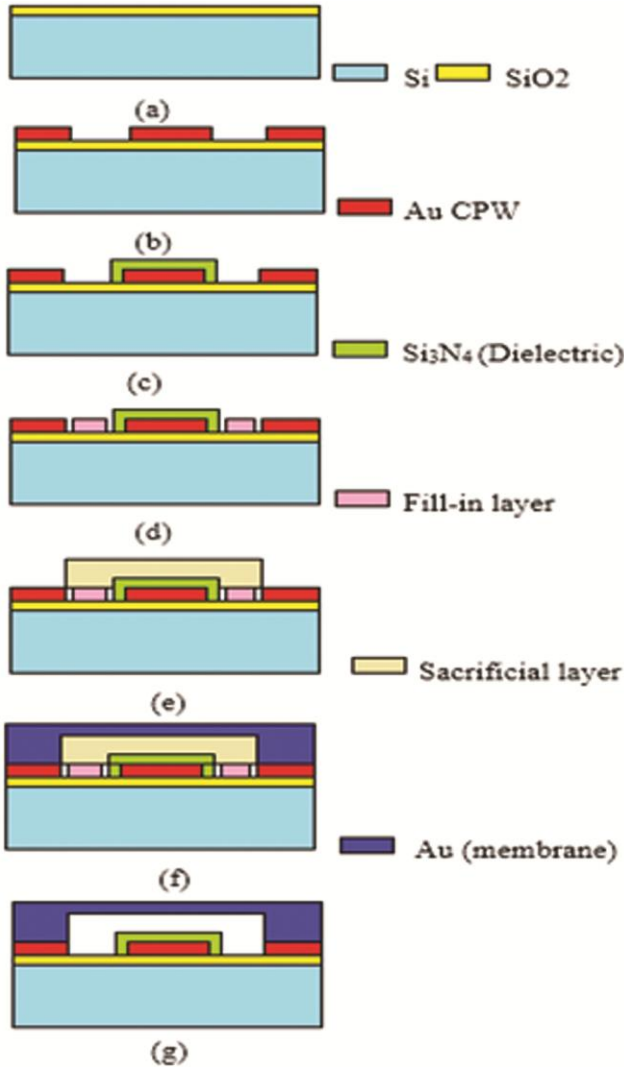 Si SiO2
(a)
Au CPW
(b)
Si₃N₄ (Dielectric)
(c)
Fill-in layer
(d)
Sacrificial layer
(e)
Au (membrane)
(f)
(g)